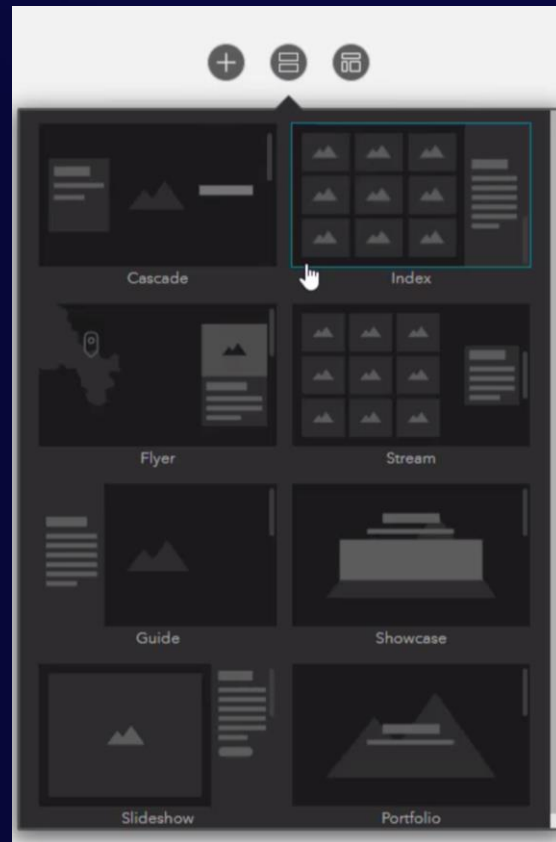 Cascade
Index
Flyer
Stream
Guide
Showcase
Slideshow
Portfolio